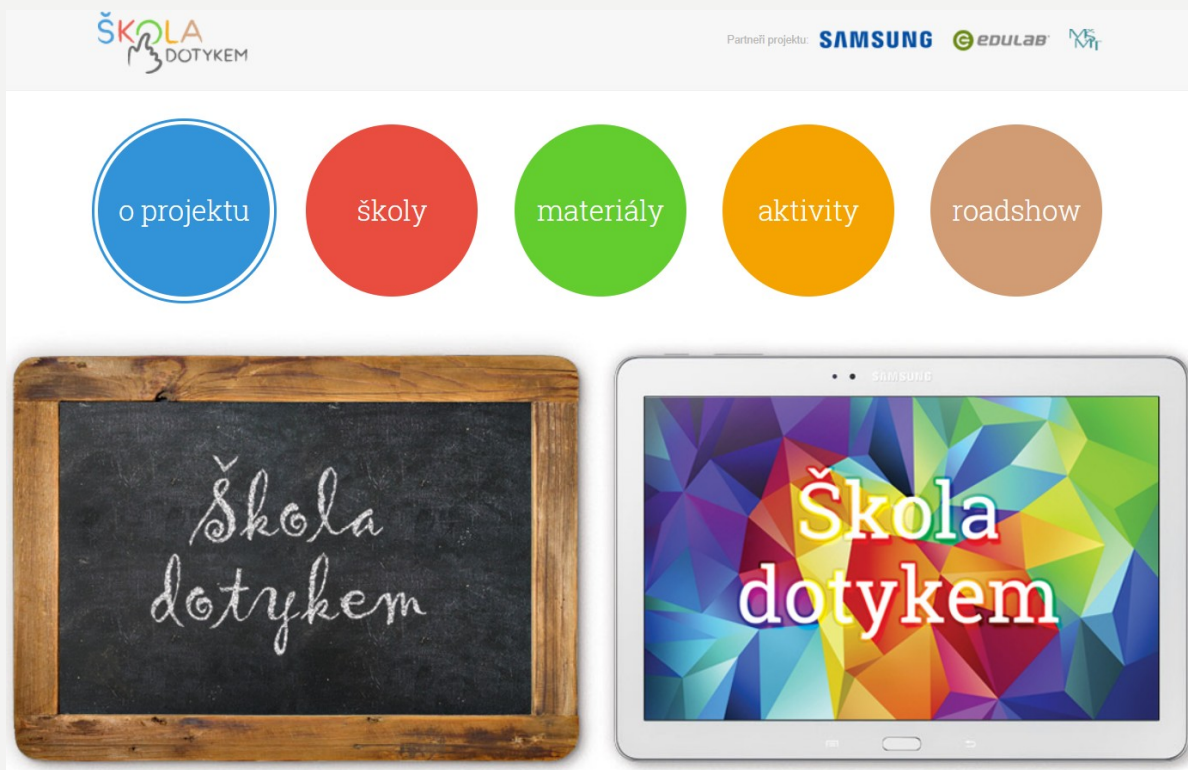 ŠKOLA
DOTYKEM
Partneři projektu: SAMSUNG eDULAB
o projektu
školy
materiály
aktivity
roadshow
Škola
dotykem
SAMSUNG
Škola
dotykem